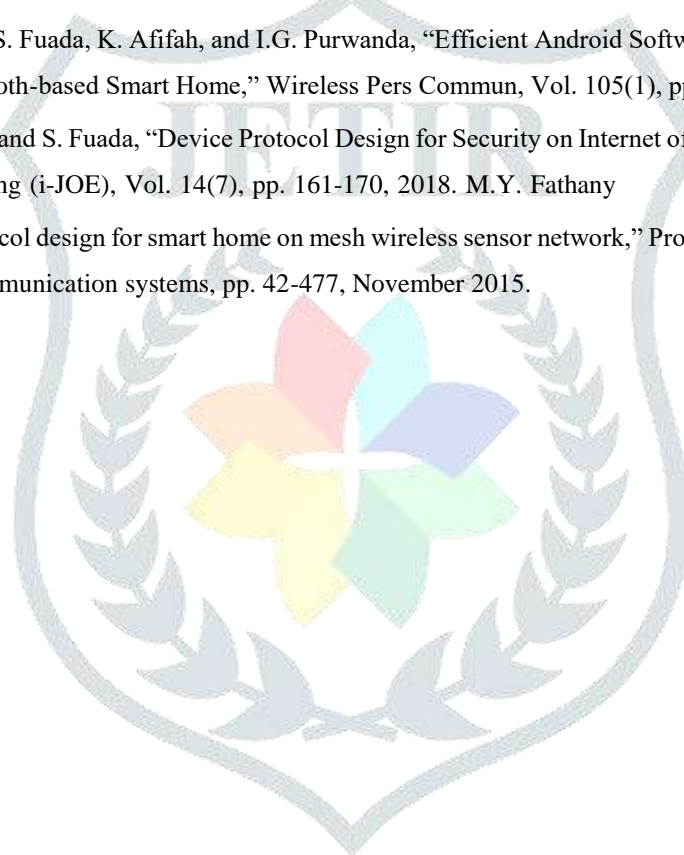 S. Fuada, K. Afifah, and I.G. Purwanda, “Efficient Android Softw
oth-based Smart Home,” Wireless Pers Commun, Vol. 105(1), pp
JETIR
and S. Fuada, “Device Protocol Design for Security on Internet of
ng (i-JOE), Vol. 14(7), pp. 161-170, 2018. M.Y. Fathany
col design for smart home on mesh wireless sensor network,” Pro
mmunication systems, pp. 42-477, November 2015.